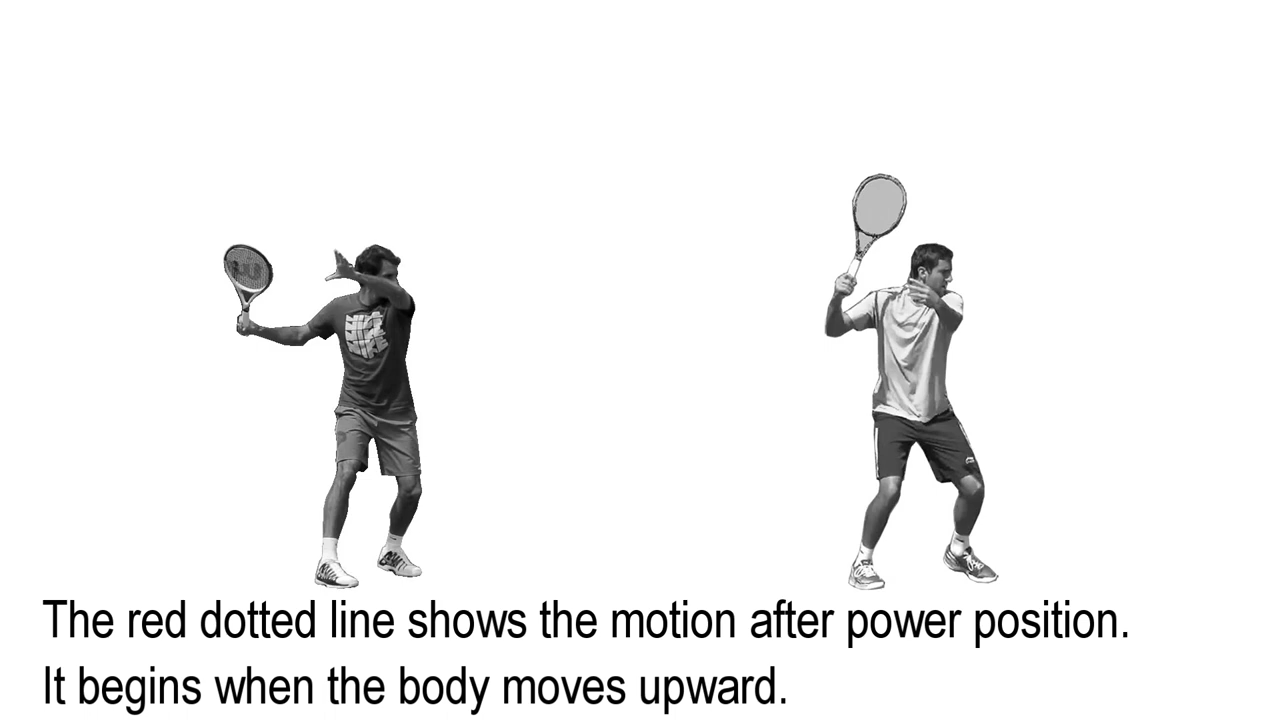 The red dotted line shows the motion after power position.
It begins when the body moves upward.